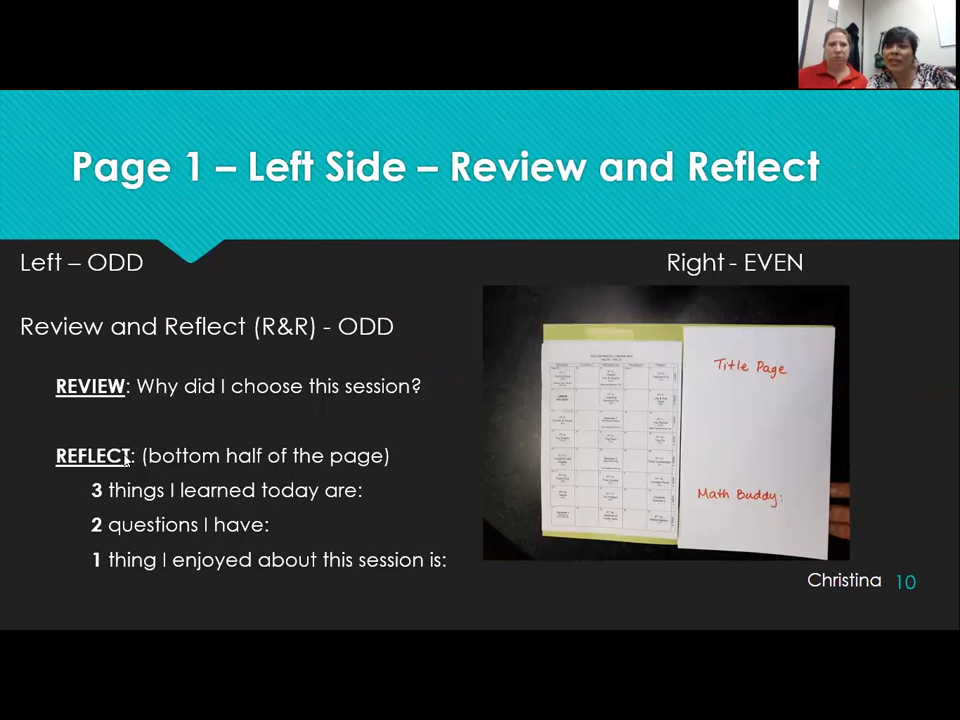 Page 1 – Left Side – Review and Reflect
Left – ODD
Right - EVEN
Review and Reflect (R&R) - ODD
REVIEW: Why did I choose this session?
REFLECT: (bottom half of the page)
3 things I learned today are:
2 questions I have:
1 thing I enjoyed about this session is:
Title Page
Math Buddy:
Christina 10